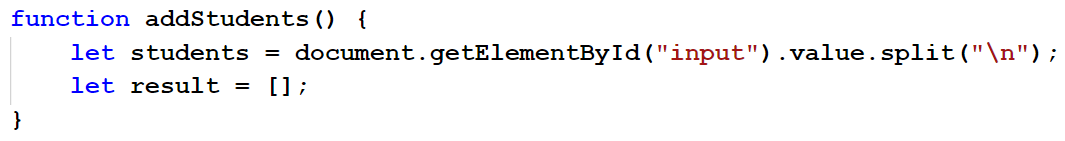 function addStudents() {
    let students = document.getElementById("input").value.split("\n");
    let result = [];
}